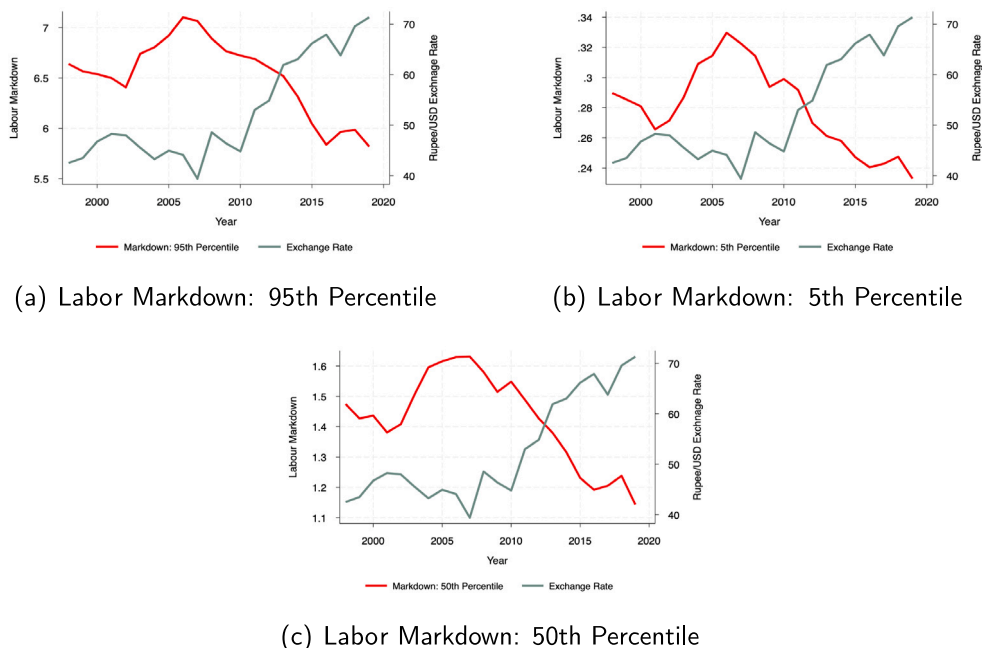 7
6.5
6
5.5
Labour Markdown
70
60
50
40
Rupee/USD Exchnage Rate
2000 2005 2010 2015 2020
Year
Markdown: 95th Percentile Exchange Rate
(a) Labor Markdown: 95th Percentile
.34
.32
.3
.28
.26
.24
Labour Markdown
70
60
50
40
Rupee/USD Exchnage Rate
2000 2005 2010 2015 2020
Year
Markdown: 5th Percentile Exchange Rate
(b) Labor Markdown: 5th Percentile
1.6
1.5
1.4
1.3
1.2
1.1
Labour Markdown
70
60
50
40
Rupee/USD Exchnage Rate
2000 2005 2010 2015 2020
Year
Markdown: 50th Percentile Exchange Rate
(c) Labor Markdown: 50th Percentile